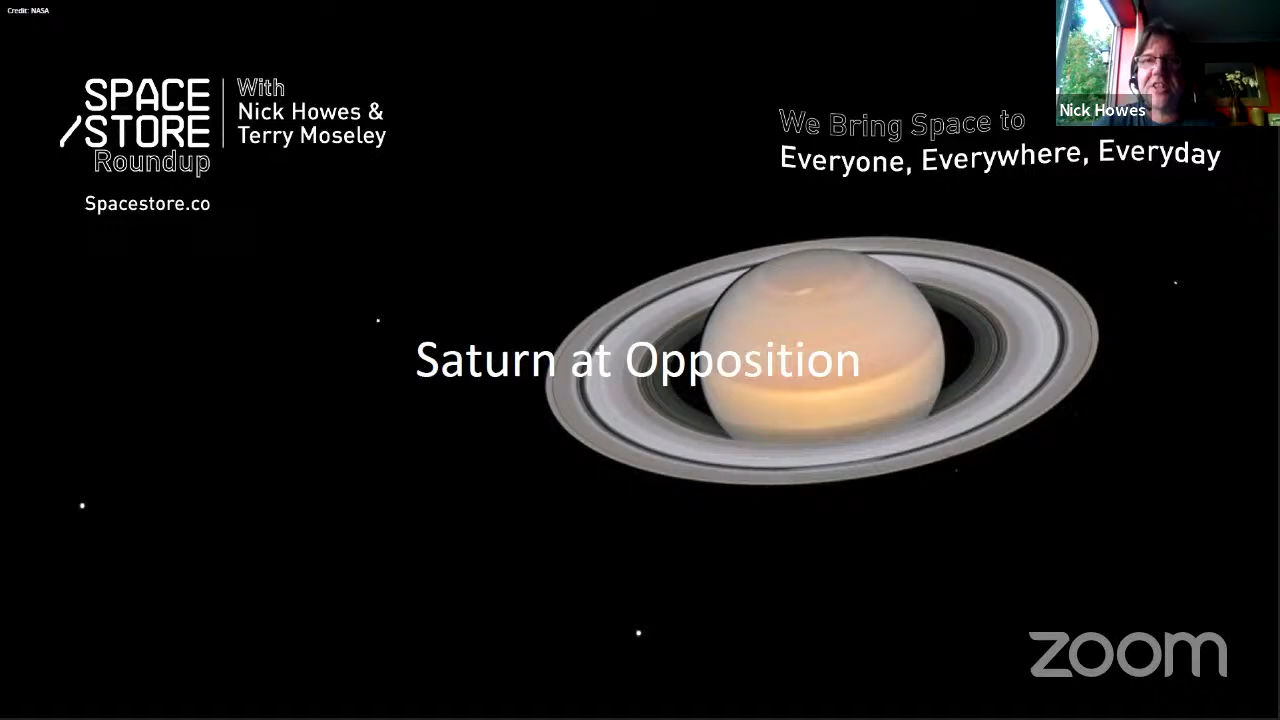 Credit: NASA
SPACE
STORE
Roundup
With
Nick Howes &
Terry Moseley
Spacestore.co
We Bring Space to
Everyone, Everywhere, Everyday
Nick Howes
Saturn at Opposition
zoom